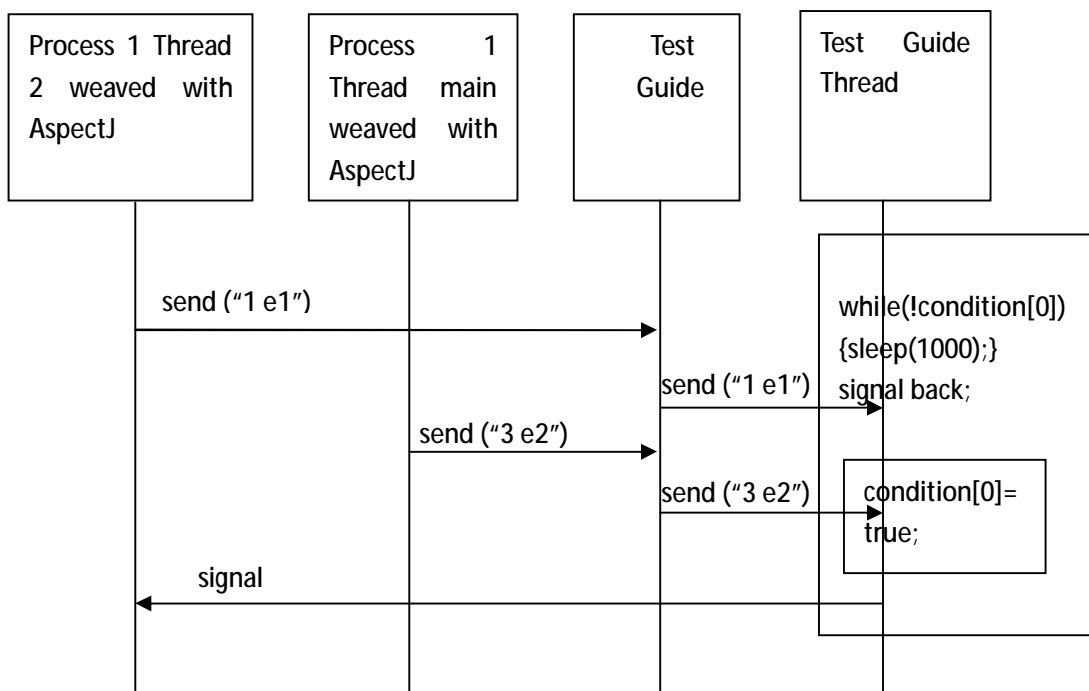 Process 1 Thread
2 weaved with
AspectJ
Process 1
Thread main
weaved with
AspectJ
Test
Guide
Test Guide
Thread
send (“1 e1”)
while(!condition[0])
{sleep(1000);}
signal back;
send (“1 e1”)
send (“3 e2”)
send (“3 e2”)
condition[0]=
true;
signal